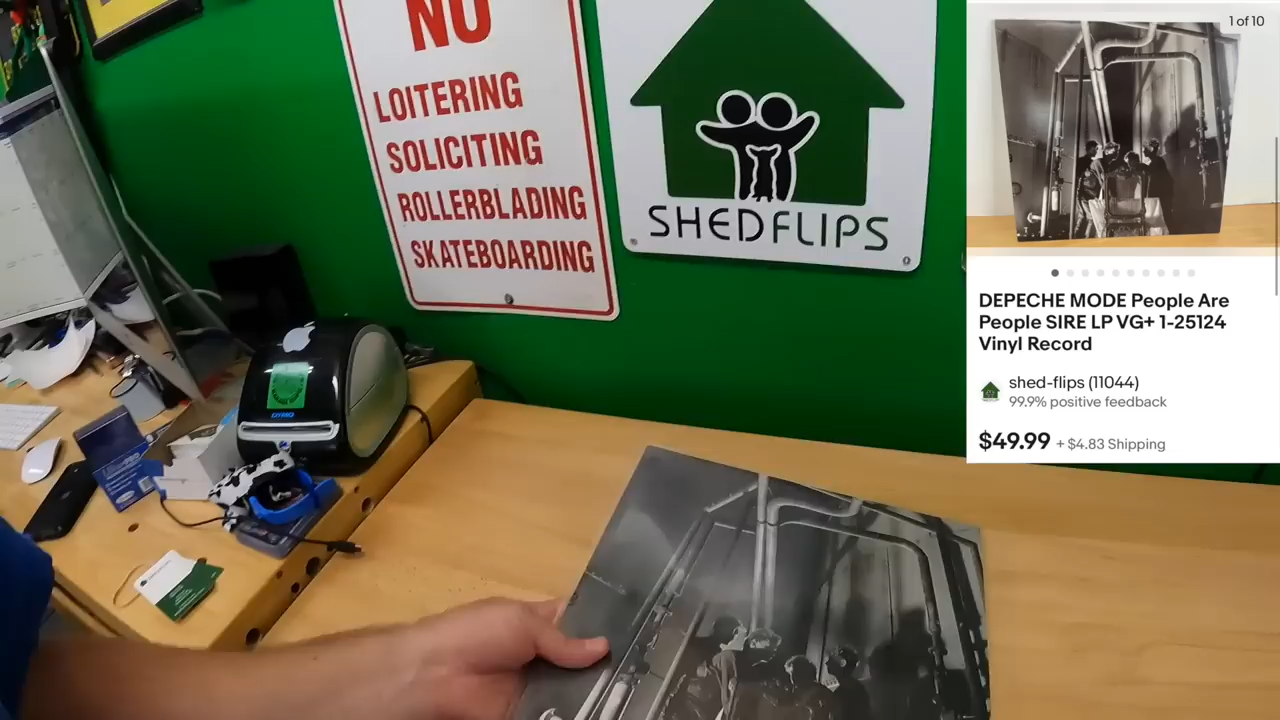 NO
LOITERING
SOLICITING
ROLLERBLADING
SKATEBOARDING
SHEDFLIPS
1 of 10
DEPECHE MODE People Are
People SIRE LP VG+ 1-25124
Vinyl Record
shed-flips (11044)
99.9% positive feedback
$49.99 + $4.83 Shipping